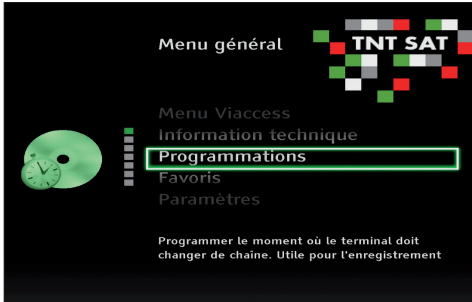 Menu général
TNT SAT
Menu Viaccess
Information technique
Programmations
Favoris
Paramètres
Programmer le moment où le terminal doit
changer de chaîne. Utile pour l'enregistrement